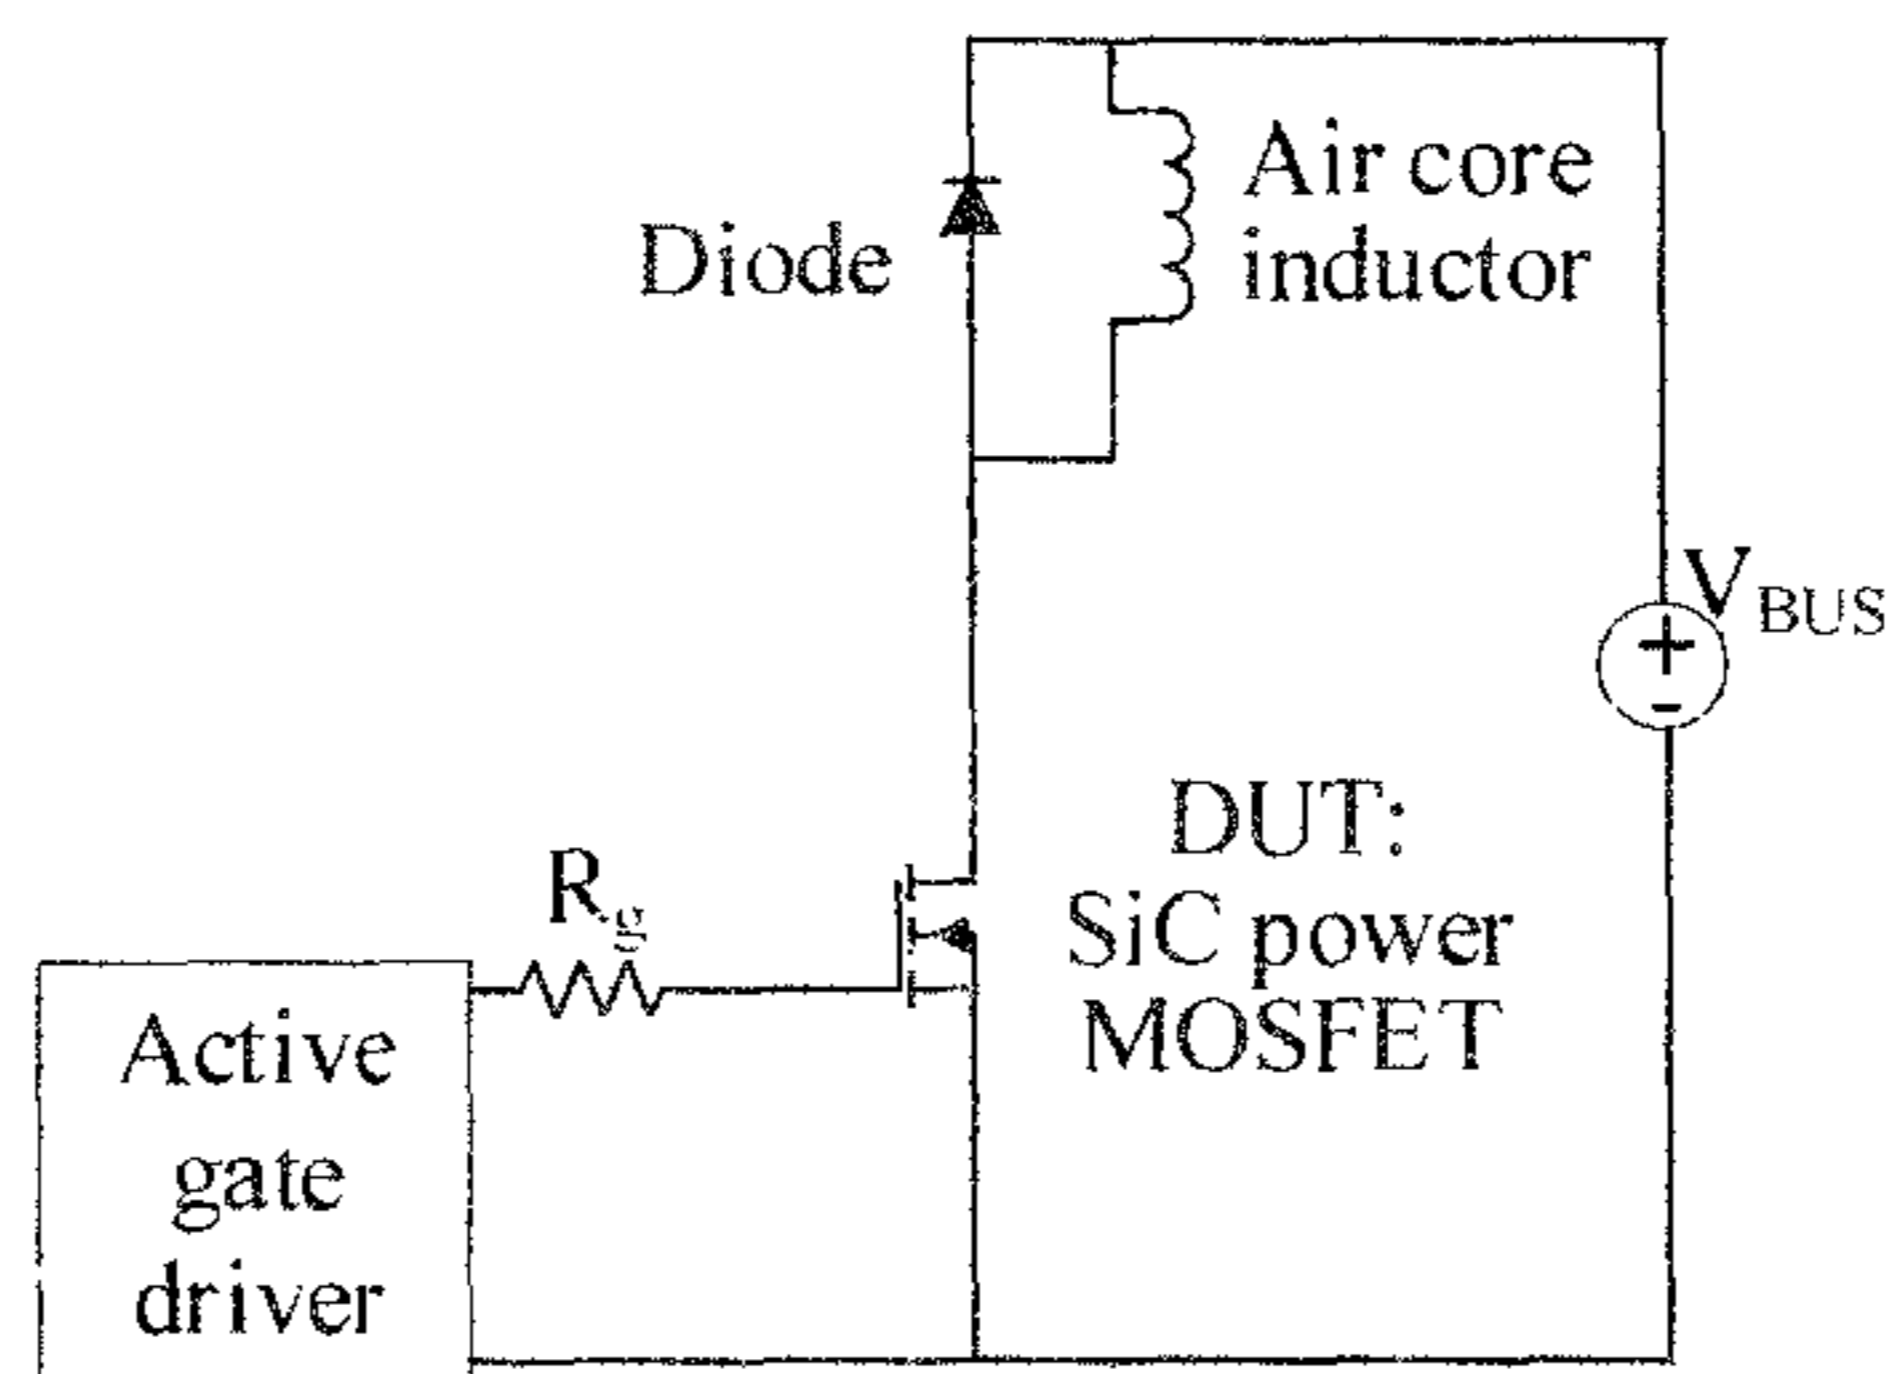 Diode
Air core
inductor
V_BUS
+
-
DUT:
SiC power
MOSFET
R_g
Active
gate
driver